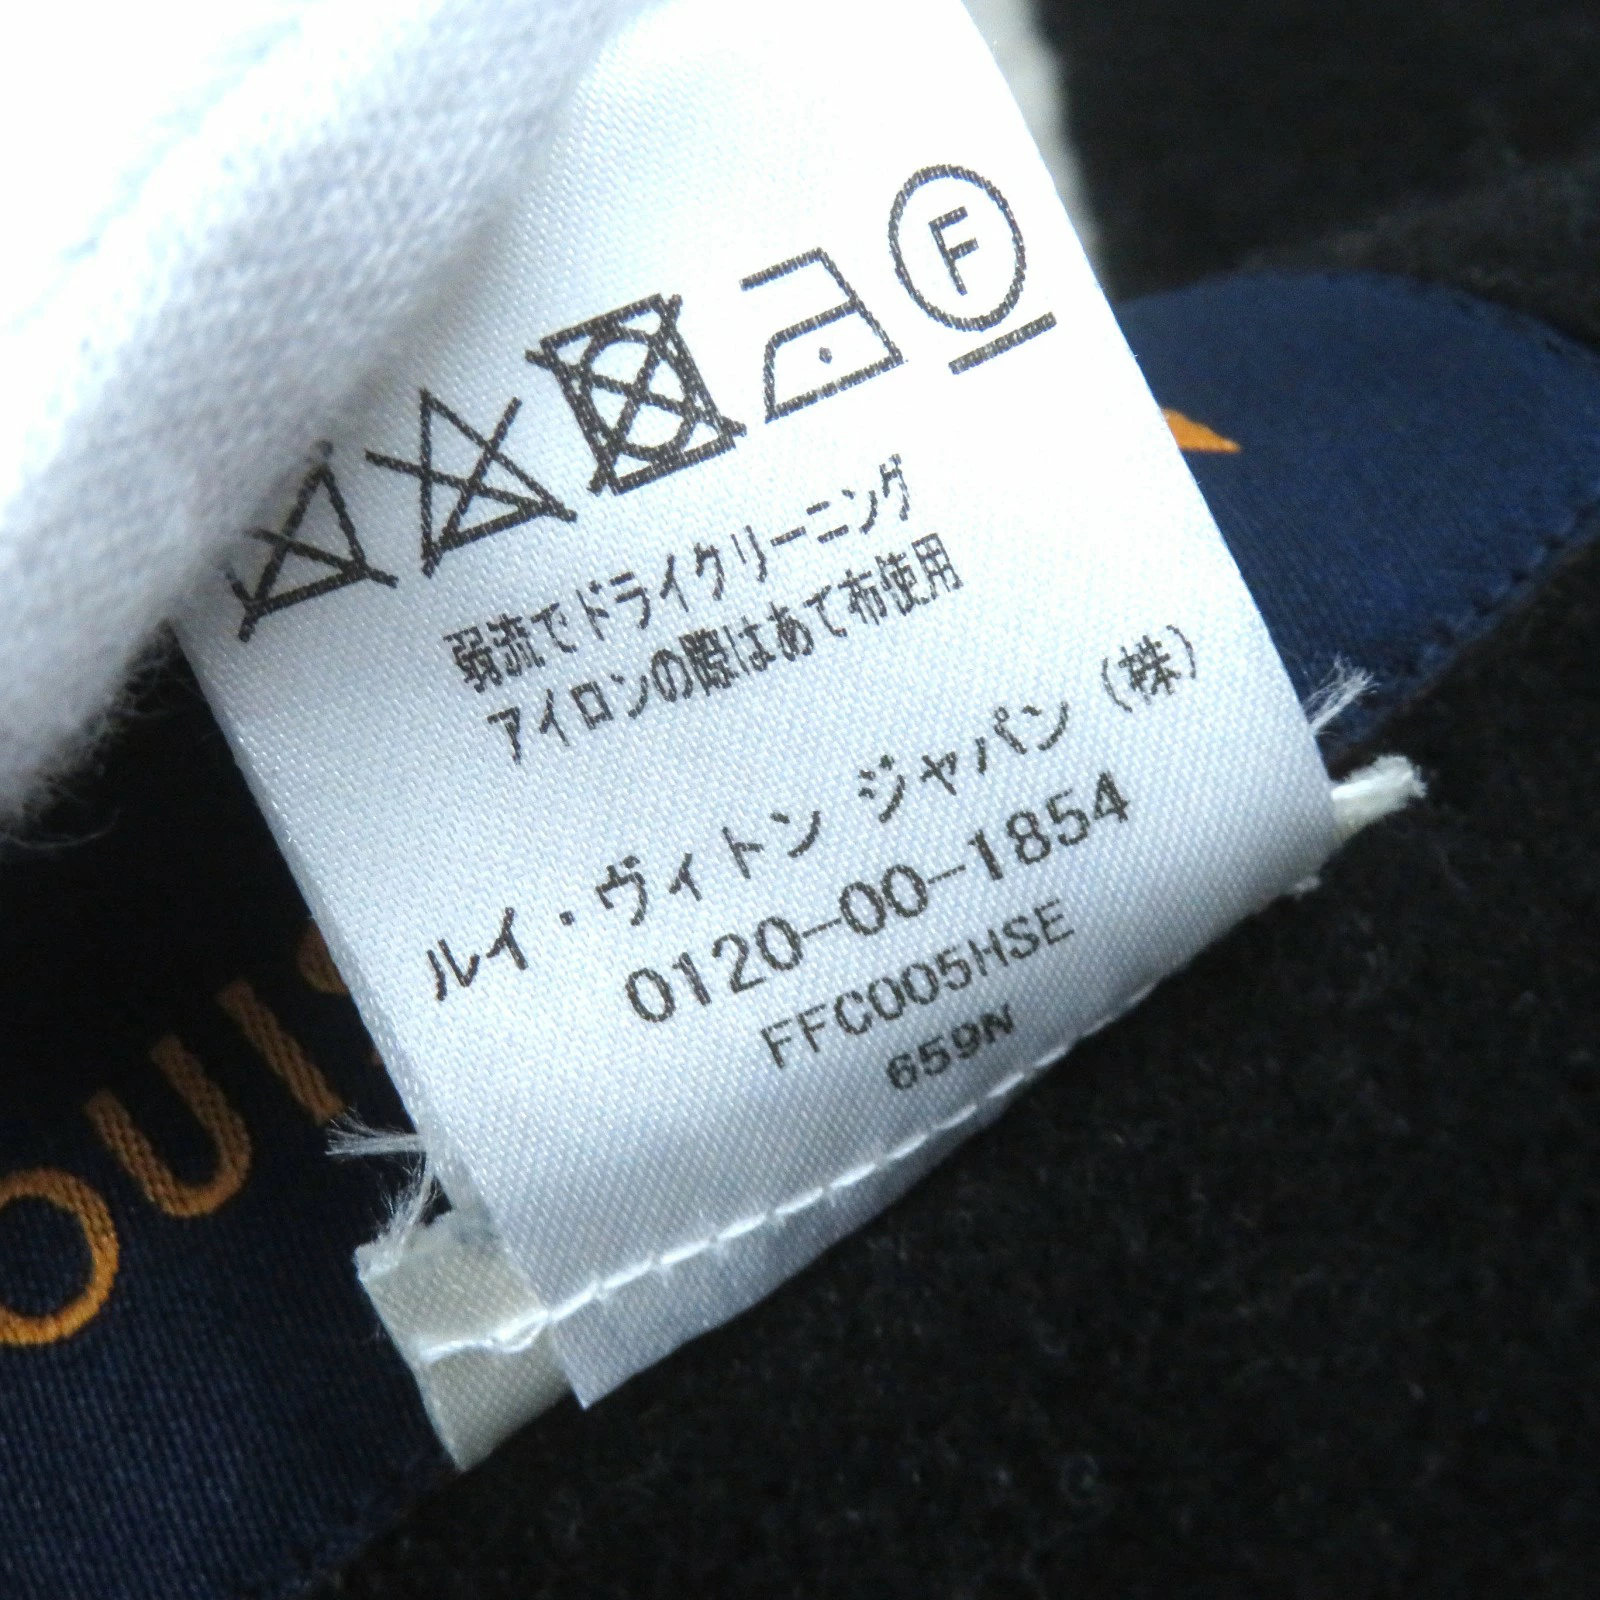 F
弱流でドライクリーニング
アイロンの際はあて布使用
ルイ・ヴィトン ジャパン（株）
0120-00-1854
FFC005HSE
659N
OUIS